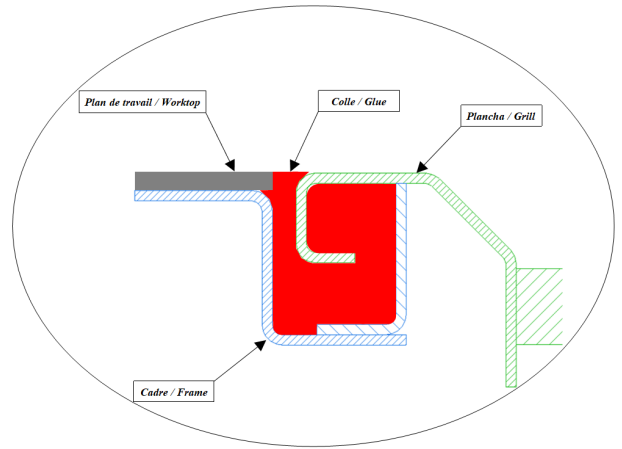 Plan de travail / Worktop
Colle / Glue
Plancha / Grill
Cadre / Frame